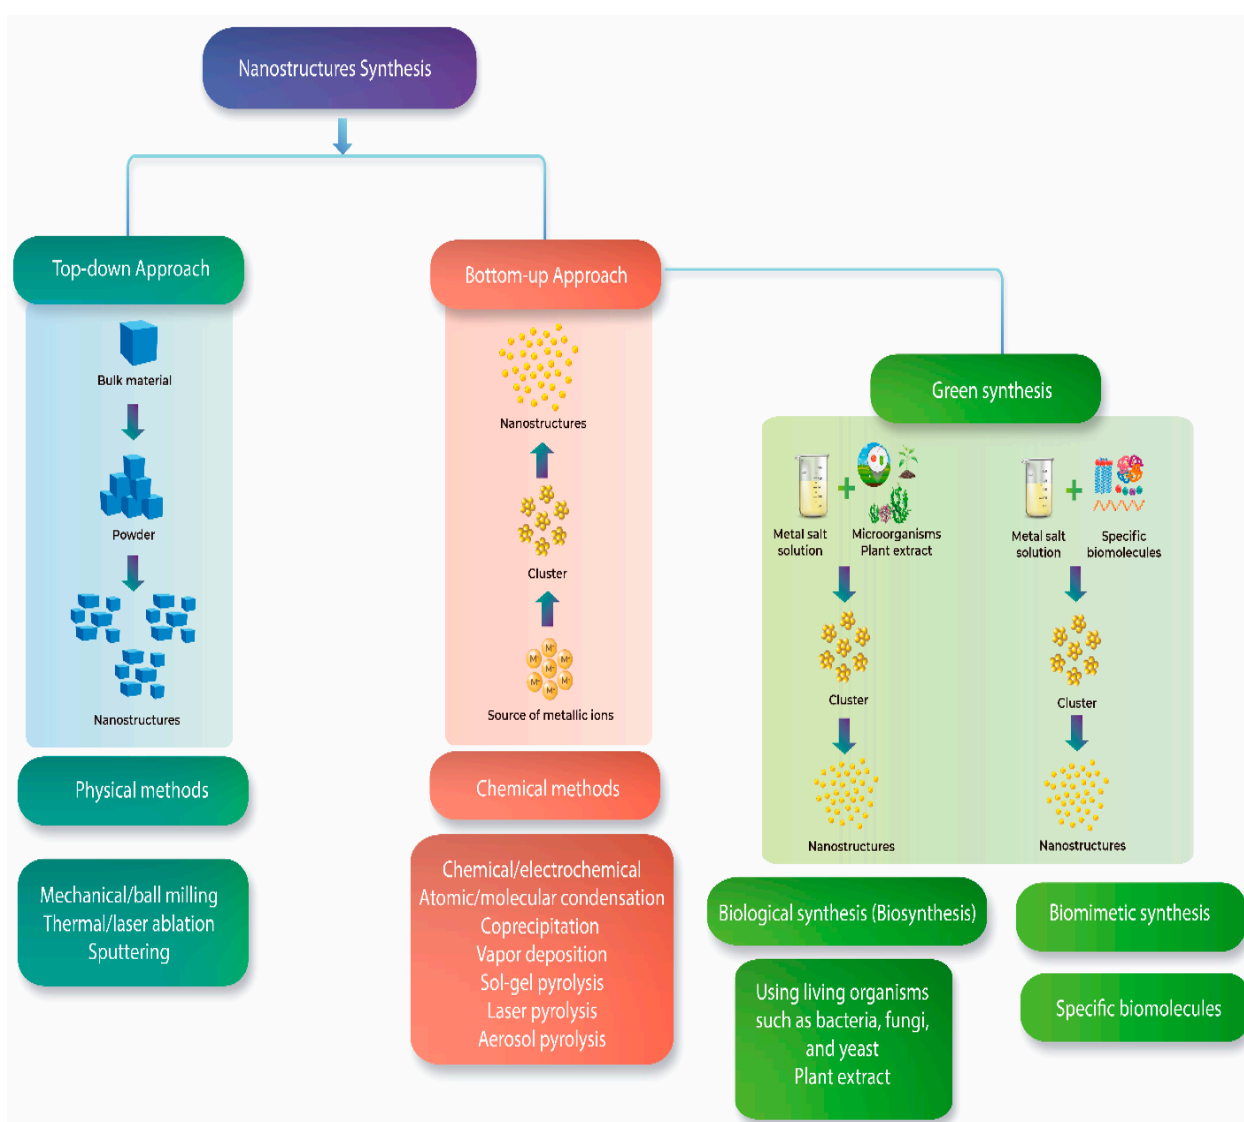 Nanostructures Synthesis
Top-down Approach
Bulk material
Powder
Nanostructures
Physical methods
Mechanical/ball milling
Thermal/laser ablation
Sputtering
Bottom-up Approach
Nanostructures
Cluster
M⁺
M⁺ M⁺
M⁺
M⁺ M⁺
M⁺
Source of metallic ions
Chemical methods
Chemical/electrochemical
Atomic/molecular condensation
Coprecipitation
Vapor deposition
Sol-gel pyrolysis
Laser pyrolysis
Aerosol pyrolysis
Green synthesis
+
Metal salt
solution
Microorganisms
Plant extract
Cluster
Nanostructures
Biological synthesis (Biosynthesis)
Using living organisms
such as bacteria, fungi,
and yeast
Plant extract
+
Metal salt
solution
Specific
biomolecules
Cluster
Nanostructures
Biomimetic synthesis
Specific biomolecules